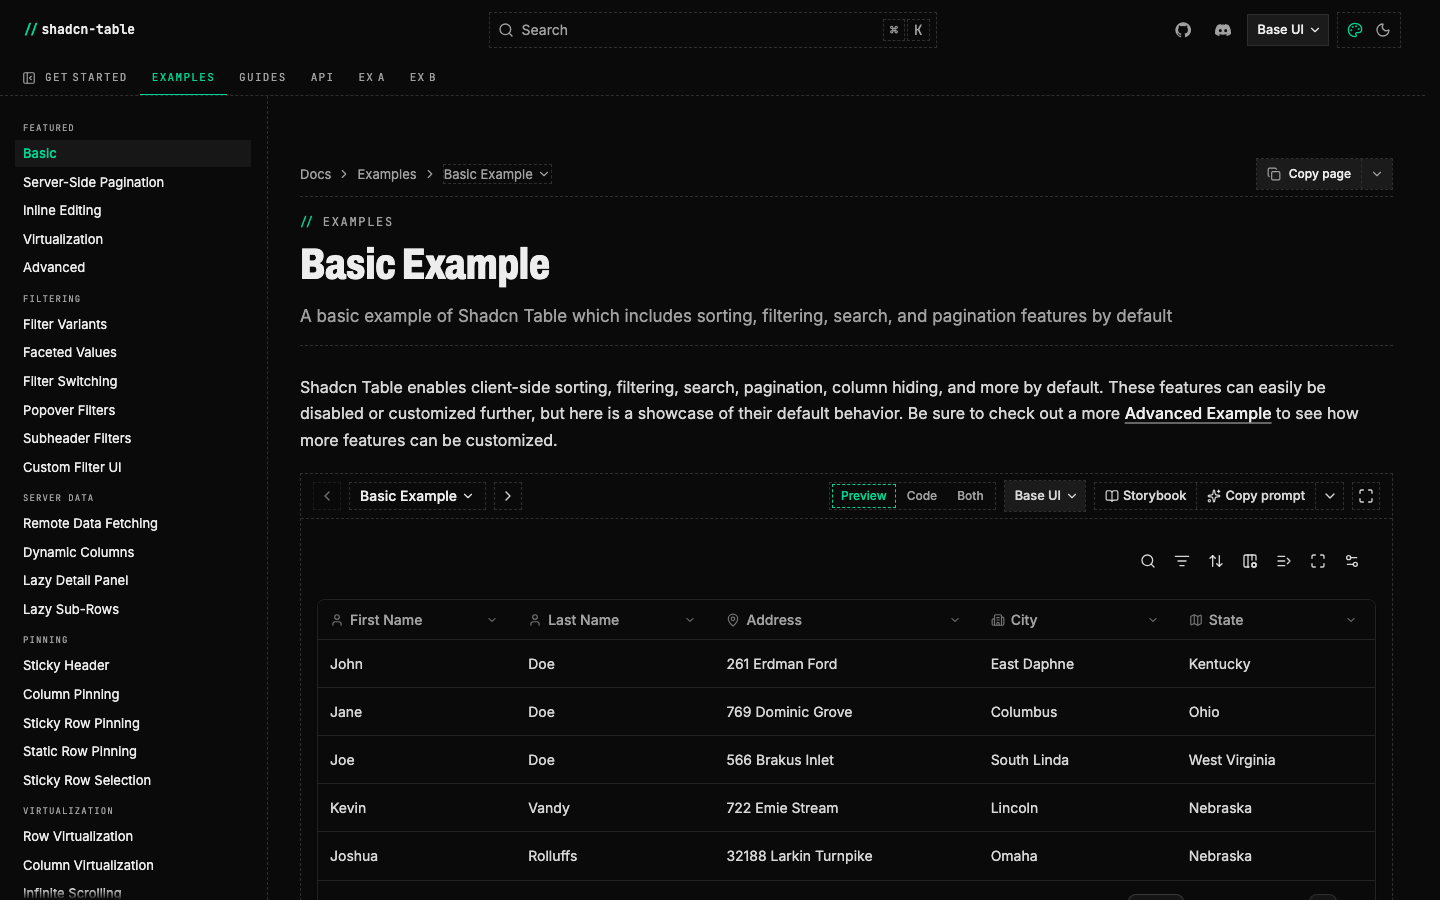 // shadcn-table
Search
⌘ K
Base UI
GET STARTED
EXAMPLES
GUIDES
API
EX A
EX B
FEATURED
Basic
Server-Side Pagination
Inline Editing
Virtualization
Advanced
FILTERING
Filter Variants
Faceted Values
Filter Switching
Popover Filters
Subheader Filters
Custom Filter UI
SERVER DATA
Remote Data Fetching
Dynamic Columns
Lazy Detail Panel
Lazy Sub-Rows
PINNING
Sticky Header
Column Pinning
Sticky Row Pinning
Static Row Pinning
Sticky Row Selection
VIRTUALIZATION
Row Virtualization
Column Virtualization
Infinite Scrolling
Docs > Examples > Basic Example
Copy page
// EXAMPLES
Basic Example
A basic example of Shadcn Table which includes sorting, filtering, search, and pagination features by default
Shadcn Table enables client-side sorting, filtering, search, pagination, column hiding, and more by default. These features can easily be
disabled or customized further, but here is a showcase of their default behavior. Be sure to check out a more Advanced Example to see how
more features can be customized.
Basic Example
Preview Code Both
Base UI
Storybook
Copy prompt
First Name Last Name Address City State
John Doe 261 Erdman Ford East Daphne Kentucky
Jane Doe 769 Dominic Grove Columbus Ohio
Joe Doe 566 Brakus Inlet South Linda West Virginia
Kevin Vandy 722 Emie Stream Lincoln Nebraska
Joshua Rolluffs 32188 Larkin Turnpike Omaha Nebraska